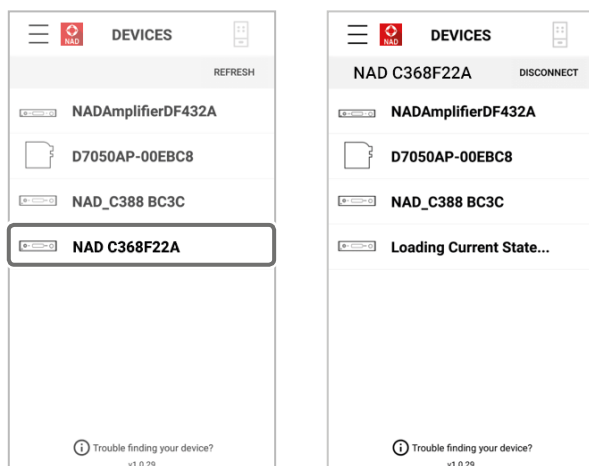 NAD
DEVICES
REFRESH
NADAmplifierDF432A
D7050AP-00EBC8
NAD_C388 BC3C
NAD C368F22A
Trouble finding your device?
v1.0.29
NAD
DEVICES
NAD C368F22A
DISCONNECT
NADAmplifierDF432A
D7050AP-00EBC8
NAD_C388 BC3C
Loading Current State...
Trouble finding your device?
v1.0.29